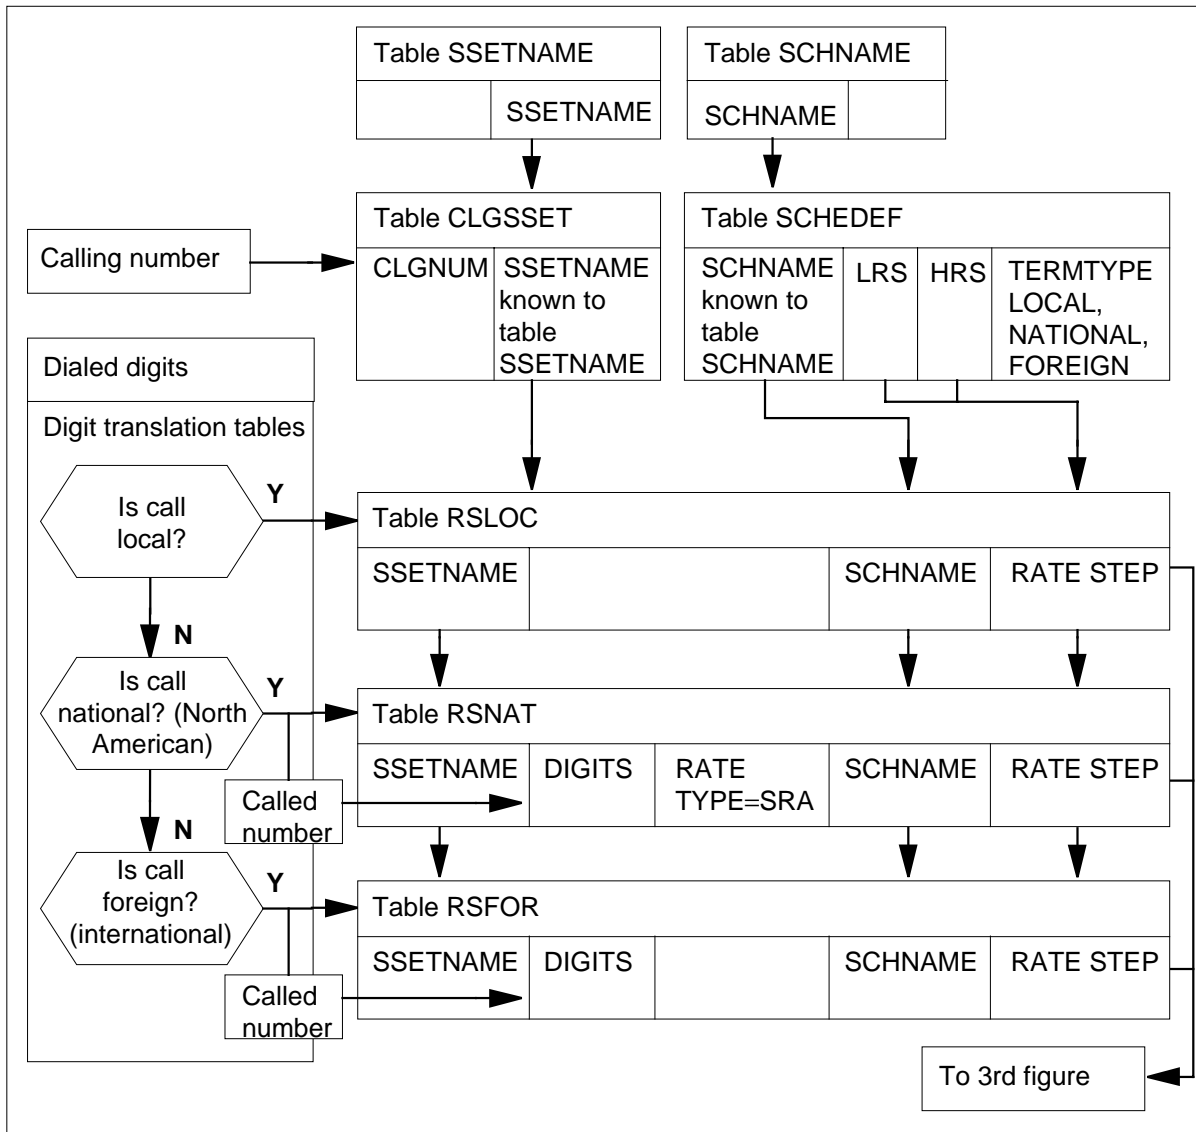 Table SSETNAME
SSETNAME
Table SCHNAME
SCHNAME
Calling number
Table CLGSSET
CLGNUM
SSETNAME
known to
table
SSETNAME
Table SCHEDEF
SCHNAME
known to
table
SCHNAME
LRS
HRS
TERMTYPE
LOCAL,
NATIONAL,
FOREIGN
Dialed digits
Digit translation tables
Is call
local?
Y
N
Table RSLOC
SSETNAME
SCHNAME
RATE STEP
Is call
national? (North
American)
Y
N
Called
number
Table RSNAT
SSETNAME
DIGITS
RATE
TYPE=SRA
SCHNAME
RATE STEP
Is call
foreign?
(international)
Y
Called
number
Table RSFOR
SSETNAME
DIGITS
SCHNAME
RATE STEP
To 3rd figure